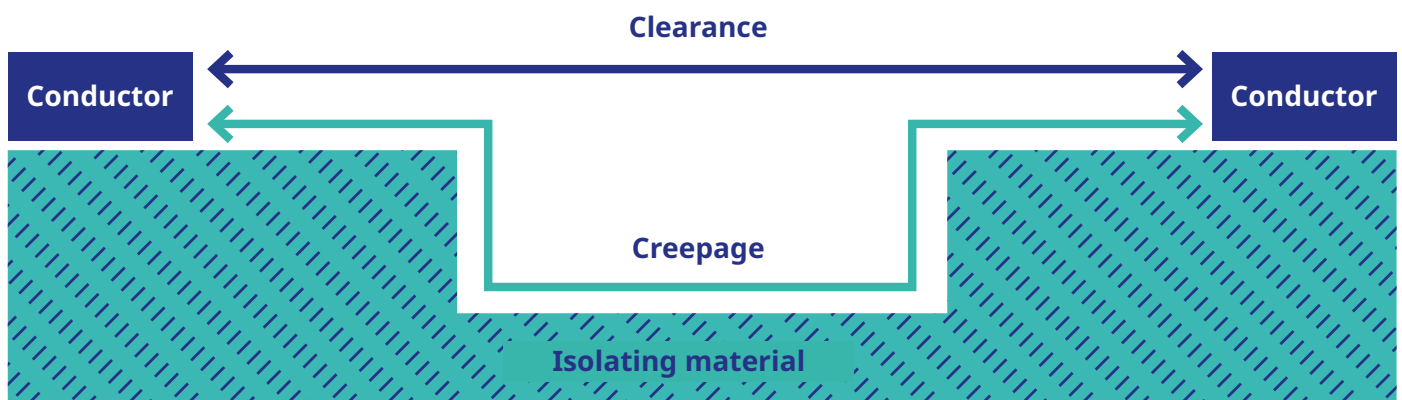 Clearance
Conductor
Conductor
Creepage
Isolating material